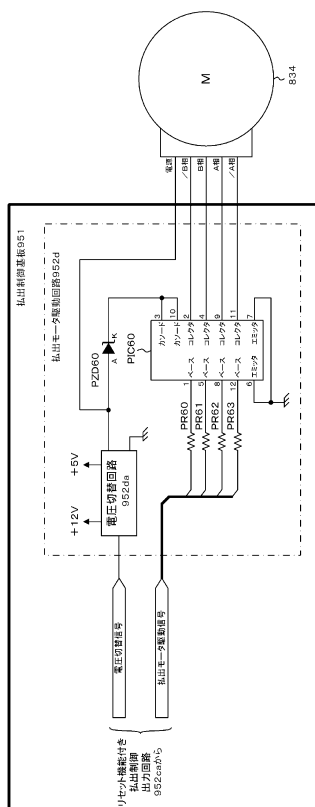 払出制御基板951
払出モータ駆動回路952d
+12V
+5V
電圧切替回路
952da
PZD60
A
K
PIC60
3
カソード
10
カソード
1
ベース
コレクタ
2
5
ベース
コレクタ
4
8
ベース
コレクタ
9
12
ベース
コレクタ
11
6
エミッタ
エミッタ
7
PR60
PR61
PR62
PR63
電源
/B相
B相
A相
/A相
M
834
電圧切替信号
払出モータ駆動信号
リセット機能付き
払出制御
出力回路
952caから